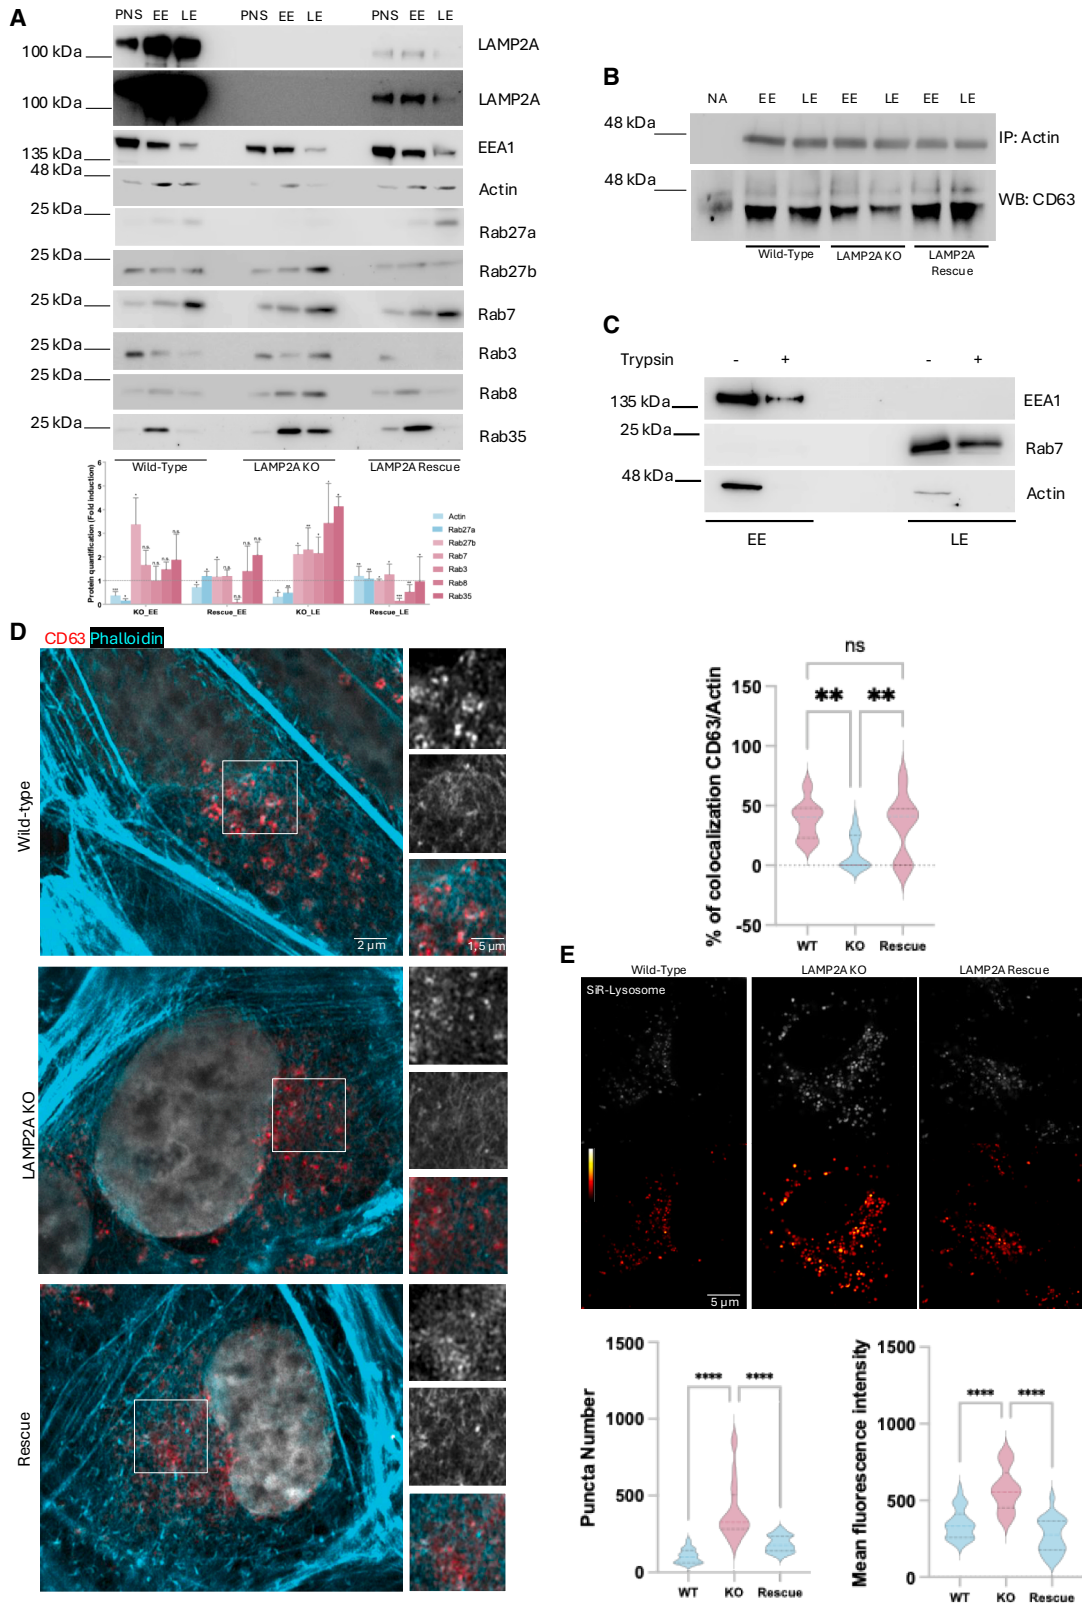 A
PNS EE LE PNS EE LE PNS EE LE
100 kDa LAMP2A
100 kDa LAMP2A
135 kDa EEA1
48 kDa Actin
25 kDa Rab27a
25 kDa Rab27b
25 kDa Rab7
25 kDa Rab3
25 kDa Rab8
25 kDa Rab35
Wild-Type LAMP2A KO LAMP2A Rescue
Protein quantification (Fold induction)
6
5
4
3
2
1
0
KO_EE Rescue_EE KO_LE Rescue_LE
Actin
Rab27a
Rab27b
Rab7
Rab3
Rab8
Rab35
B
NA EE LE EE LE EE LE
48 kDa IP: Actin
48 kDa WB: CD63
Wild-Type LAMP2A KO LAMP2A
Rescue
C
Trypsin - + - +
135 kDa EEA1
25 kDa Rab7
48 kDa Actin
EE LE
D
CD63 Phalloidin
Wild-type
2 µm
1,5 µm
LAMP2A KO
Rescue
% of colocalization CD63/Actin
ns
** **
150
100
50
0
-50
WT KO Rescue
E
Wild-Type LAMP2A KO LAMP2A Rescue
SiR-Lysosome
5 µm
Puncta Number
1500
1000
500
0
**** ****
WT KO Rescue
Mean fluorescence intensity
1500
1000
500
0
**** ****
WT KO Rescue